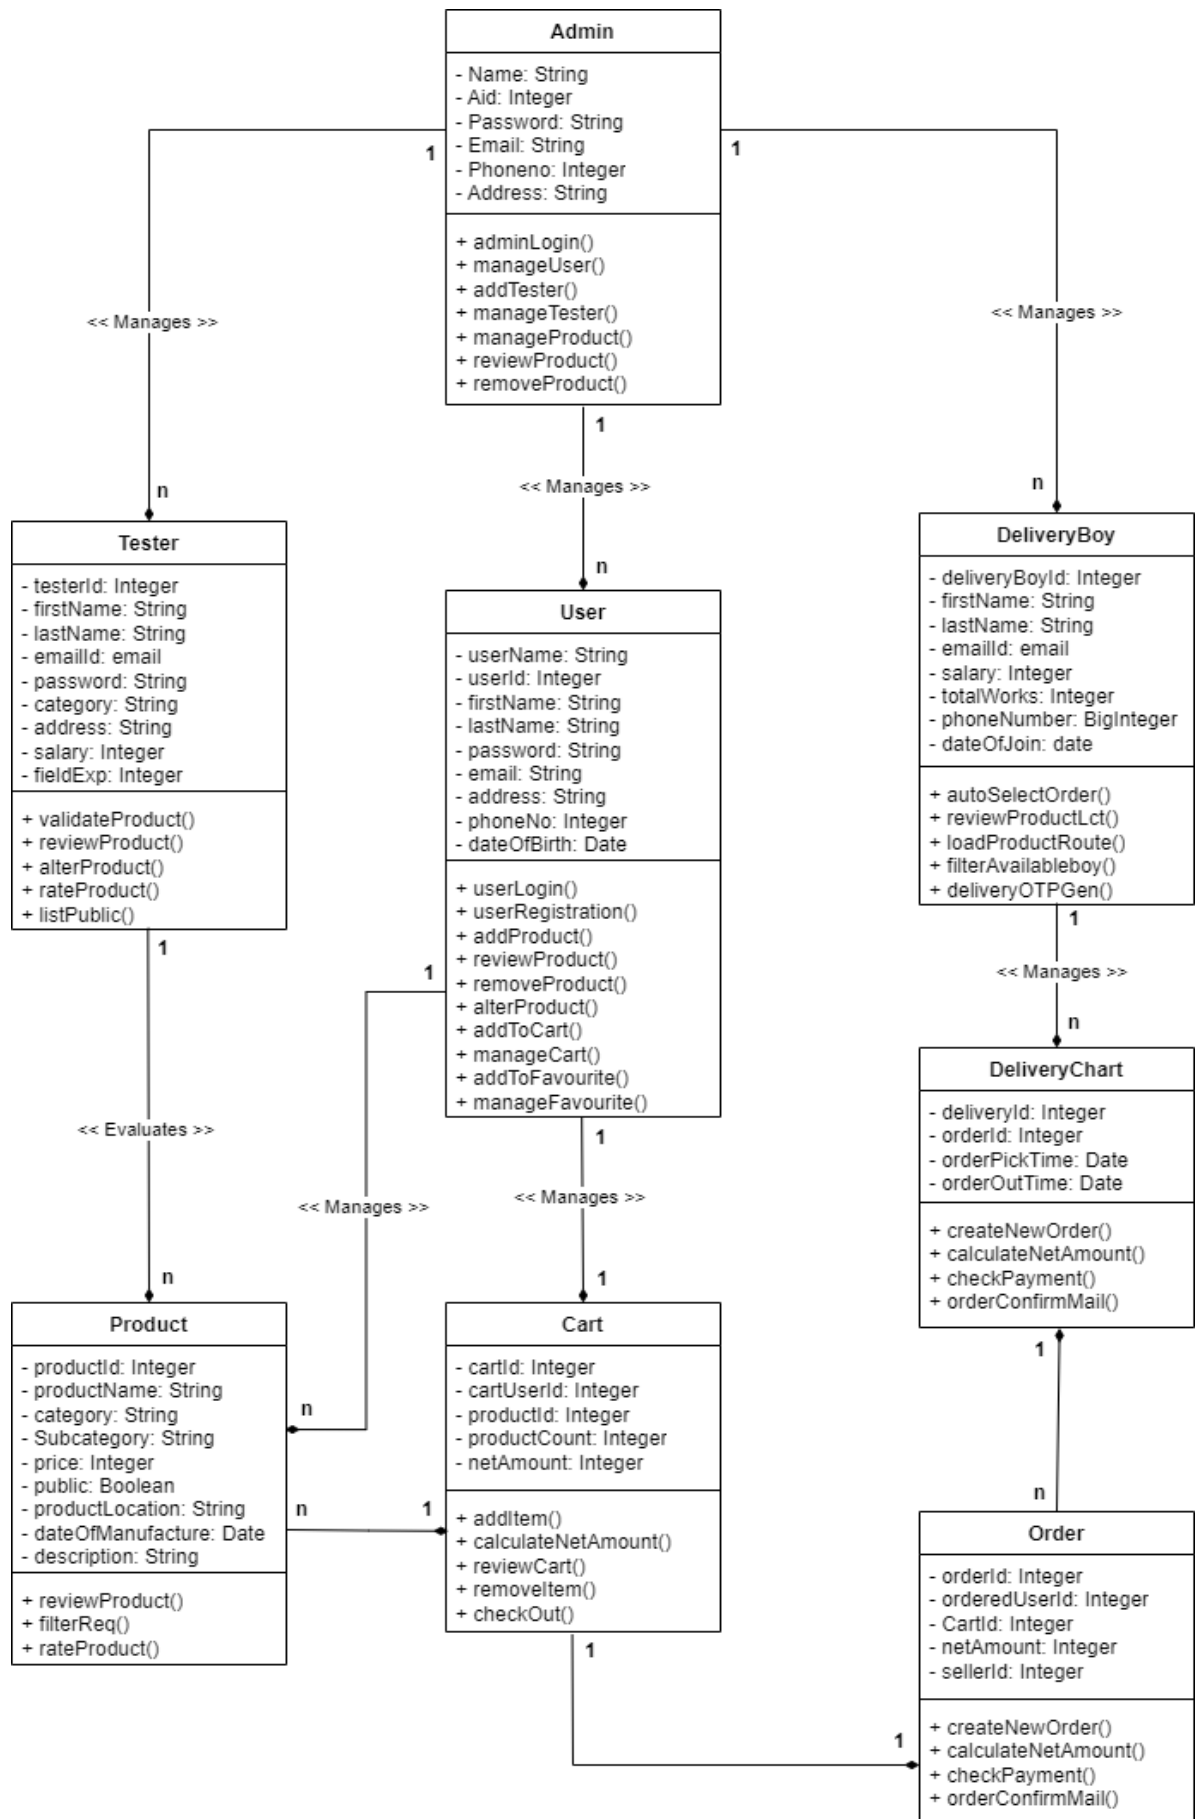 Admin
- Name: String
- Aid: Integer
- Password: String
- Email: String
- Phoneno: Integer
- Address: String
+ adminLogin()
+ manageUser()
+ addTester()
+ manageTester()
+ manageProduct()
+ reviewProduct()
+ removeProduct()
1
1
1
<< Manages >>
<< Manages >>
<< Manages >>
n
n
n
Tester
- testerId: Integer
- firstName: String
- lastName: String
- emailId: email
- password: String
- category: String
- address: String
- salary: Integer
- fieldExp: Integer
+ validateProduct()
+ reviewProduct()
+ alterProduct()
+ rateProduct()
+ listPublic()
1
<< Evaluates >>
n
User
- userName: String
- userId: Integer
- firstName: String
- lastName: String
- password: String
- email: String
- address: String
- phoneNo: Integer
- dateOfBirth: Date
+ userLogin()
+ userRegistration()
+ addProduct()
+ reviewProduct()
+ removeProduct()
+ alterProduct()
+ addToCart()
+ manageCart()
+ addToFavourite()
+ manageFavourite()
1
<< Manages >>
n
1
<< Manages >>
1
DeliveryBoy
- deliveryBoyId: Integer
- firstName: String
- lastName: String
- emailId: email
- salary: Integer
- totalWorks: Integer
- phoneNumber: BigInteger
- dateOfJoin: date
+ autoSelectOrder()
+ reviewProductLct()
+ loadProductRoute()
+ filterAvailableboy()
+ deliveryOTPGen()
1
<< Manages >>
n
DeliveryChart
- deliveryId: Integer
- orderId: Integer
- orderPickTime: Date
- orderOutTime: Date
+ createNewOrder()
+ calculateNetAmount()
+ checkPayment()
+ orderConfirmMail()
1
n
Product
- productId: Integer
- productName: String
- category: String
- Subcategory: String
- price: Integer
- public: Boolean
- productLocation: String
- dateOfManufacture: Date
- description: String
+ reviewProduct()
+ filterReq()
+ rateProduct()
n
1
Cart
- cartId: Integer
- cartUserId: Integer
- productId: Integer
- productCount: Integer
- netAmount: Integer
+ addItem()
+ calculateNetAmount()
+ reviewCart()
+ removeItem()
+ checkOut()
1
1
Order
- orderId: Integer
- orderedUserId: Integer
- CartId: Integer
- netAmount: Integer
- sellerId: Integer
+ createNewOrder()
+ calculateNetAmount()
+ checkPayment()
+ orderConfirmMail()